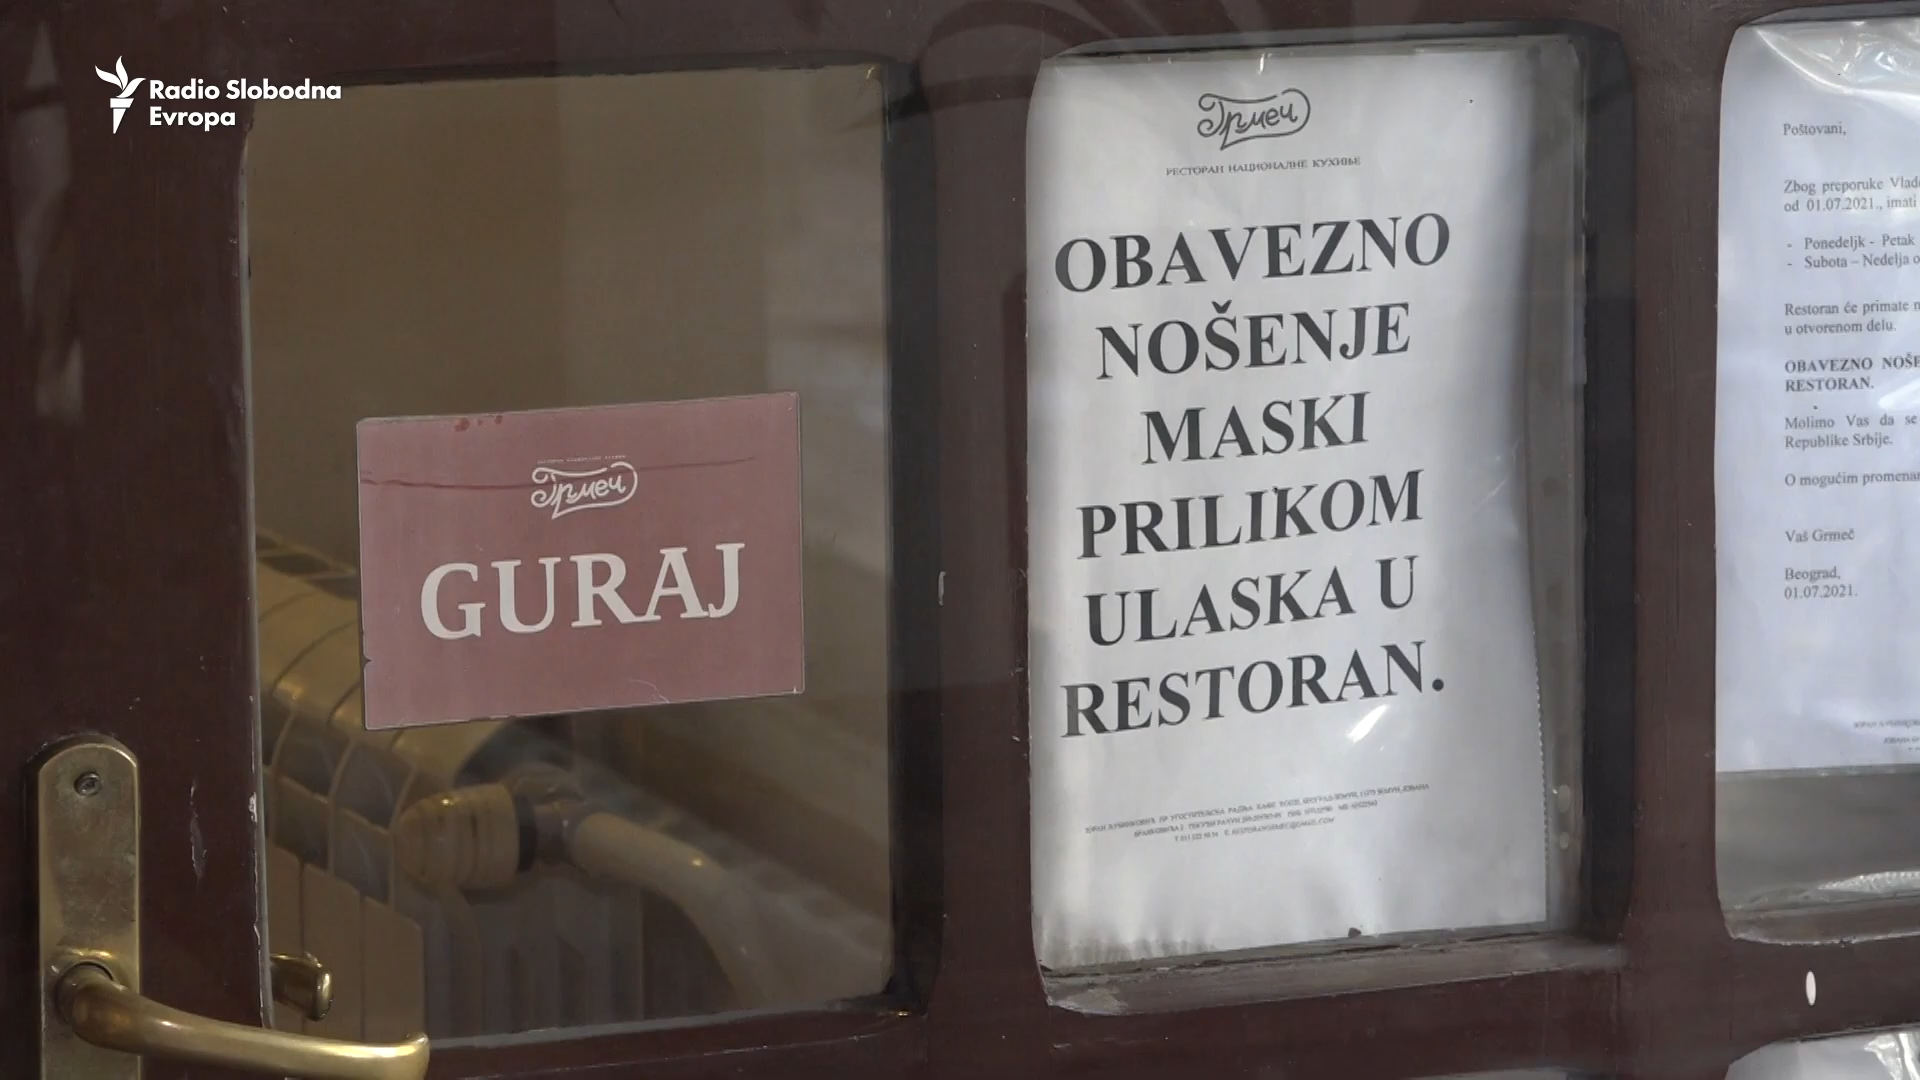 Radio Slobodna
Evropa
Грмеч
GURAJ
Грмеч
РЕСТОРАН НАЦИОНАЛНЕ КУХИЊЕ
OBAVEZNO
NOŠENJE
MASKI
PRILIKOM
ULASKA U
RESTORAN.
Poštovani,
Zbog preporuke
od 01.07.2021., imati
- Ponedeljk - Petak
- Subota – Nedelja
Restoran će primate
u otvorenom delu.
OBAVEZNO
RESTORAN.
Molimo Vas da se
Republike Srbije.
O mogućim
Vaš Grmeč
Beograd,
01.07.2021.